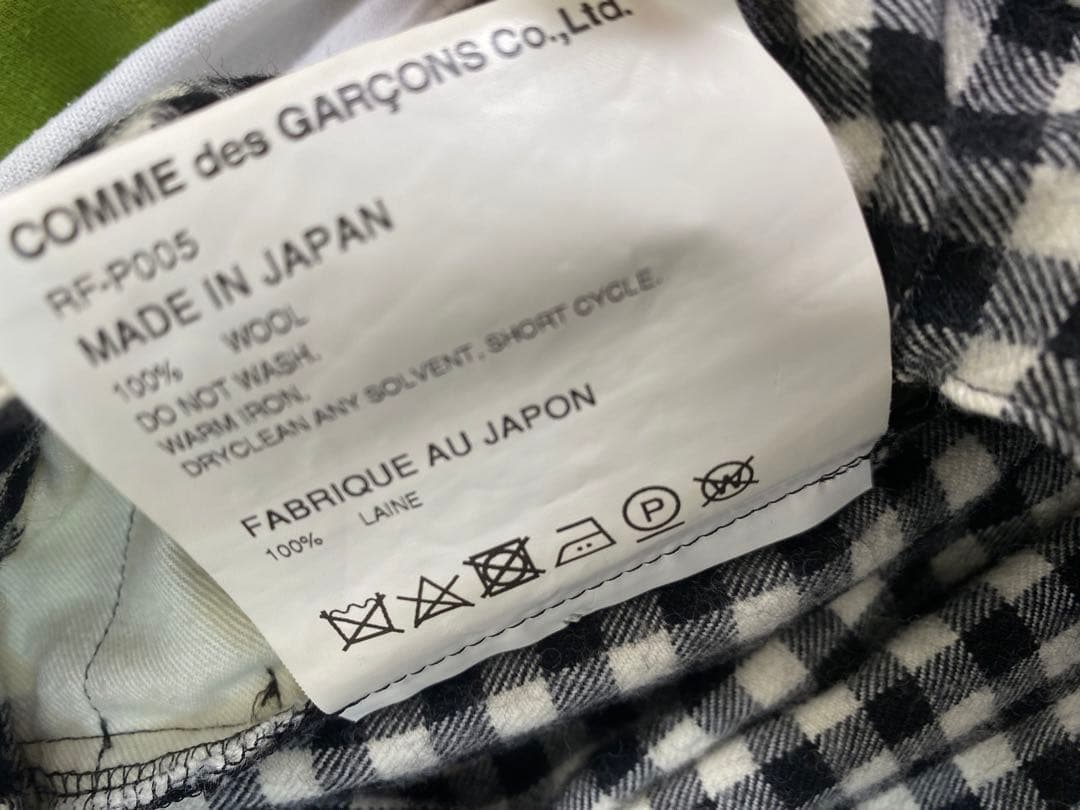 COMME des GARÇONS Co.,Ltd.
RF-P005
MADE IN JAPAN
100% WOOL
DO NOT WASH.
WARM IRON.
DRYCLEAN ANY SOLVENT, SHORT CYCLE.
FABRIQUE AU JAPON
100% LAINE
P W